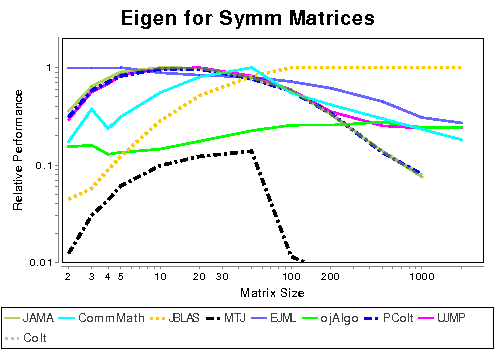 Eigen for Symm Matrices
Relative Performance
1
0.1
0.01
2 3 4 5 10 20 30 100 200 1000
Matrix Size
JAMA CommMath JBLAS MTJ EJML ojAlgo PColt UJMP
Colt